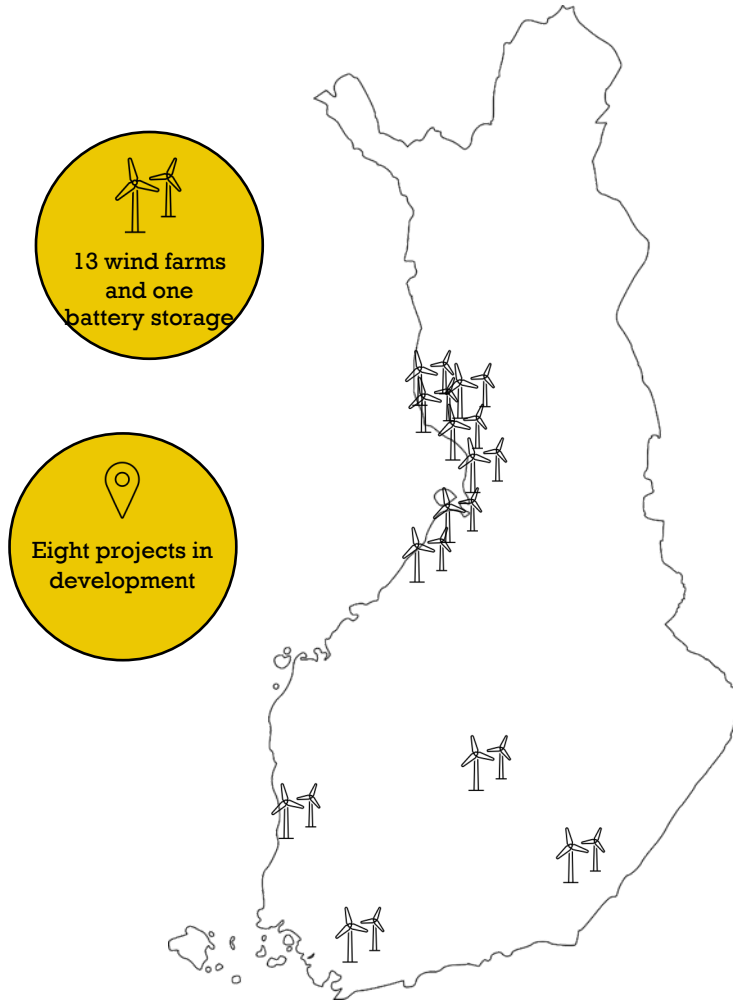 13 wind farms
and one
battery storage
Eight projects in
development